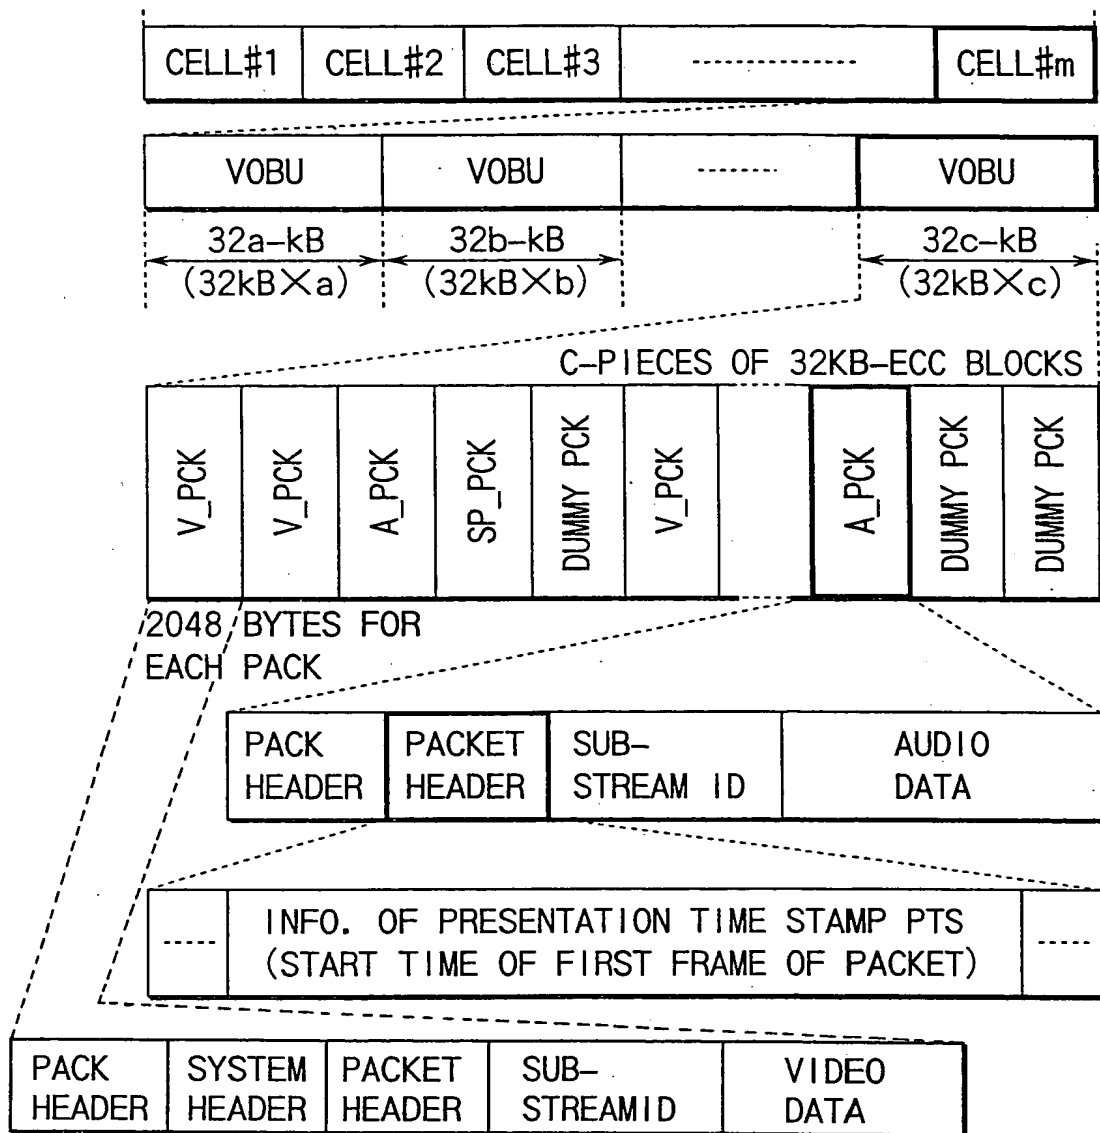 CELL#1 CELL#2 CELL#3 ------------ CELL#m
VOBU VOBU ------ VOBU
32a-kB 32b-kB 32c-kB
(32kB×a) (32kB×b) (32kB×c)
C-PIECES OF 32KB-ECC BLOCKS
V_PCK V_PCK A_PCK SP_PCK DUMMY PCK V_PCK A_PCK DUMMY PCK DUMMY PCK
2048 BYTES FOR
EACH PACK
PACK PACKET SUB- AUDIO
HEADER HEADER STREAM ID DATA
INFO. OF PRESENTATION TIME STAMP PTS
(START TIME OF FIRST FRAME OF PACKET)
PACK SYSTEM PACKET SUB- VIDEO
HEADER HEADER HEADER STREAMID DATA